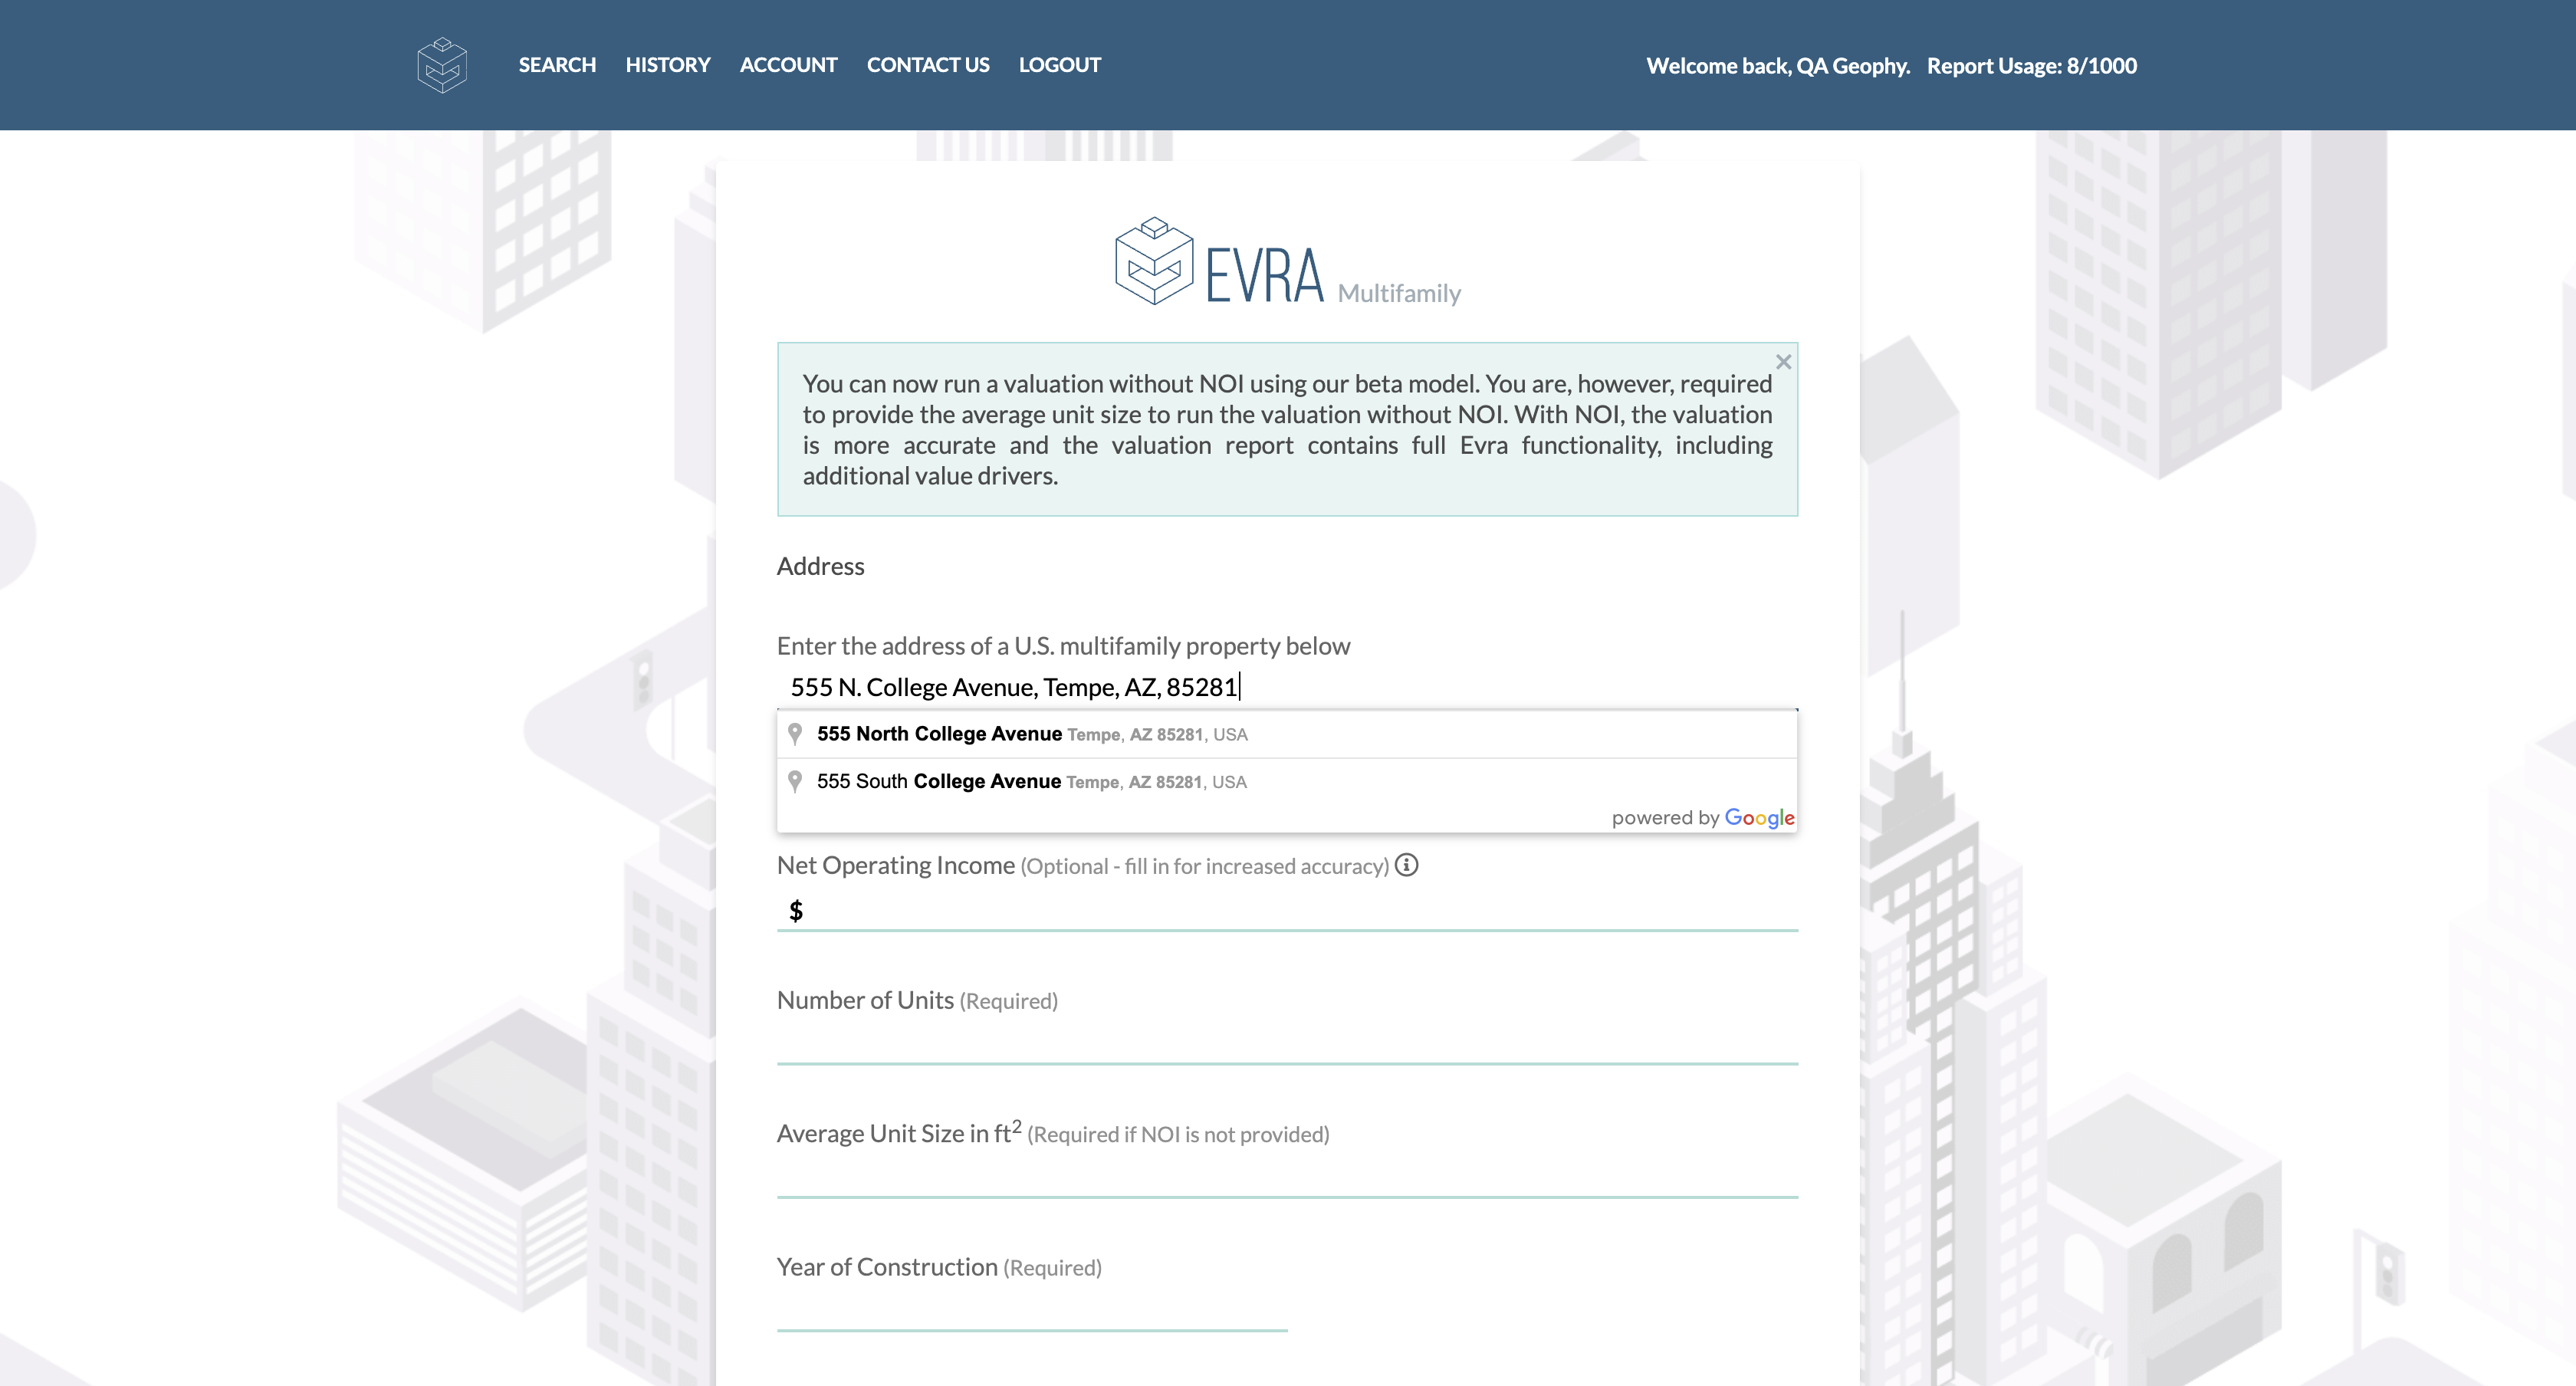 SEARCH HISTORY ACCOUNT CONTACT US LOGOUT Welcome back, QA Geophy. Report Usage: 8/1000
EVRA Multifamily
You can now run a valuation without NOI using our beta model. You are, however, required
to provide the average unit size to run the valuation without NOI. With NOI, the valuation
is more accurate and the valuation report contains full Evra functionality, including
additional value drivers.
Address
Enter the address of a U.S. multifamily property below
555 N. College Avenue, Tempe, AZ, 85281
555 North College Avenue Tempe, AZ 85281, USA
555 South College Avenue Tempe, AZ 85281, USA
powered by Google
Net Operating Income (Optional - fill in for increased accuracy)
$
Number of Units (Required)
Average Unit Size in ft² (Required if NOI is not provided)
Year of Construction (Required)